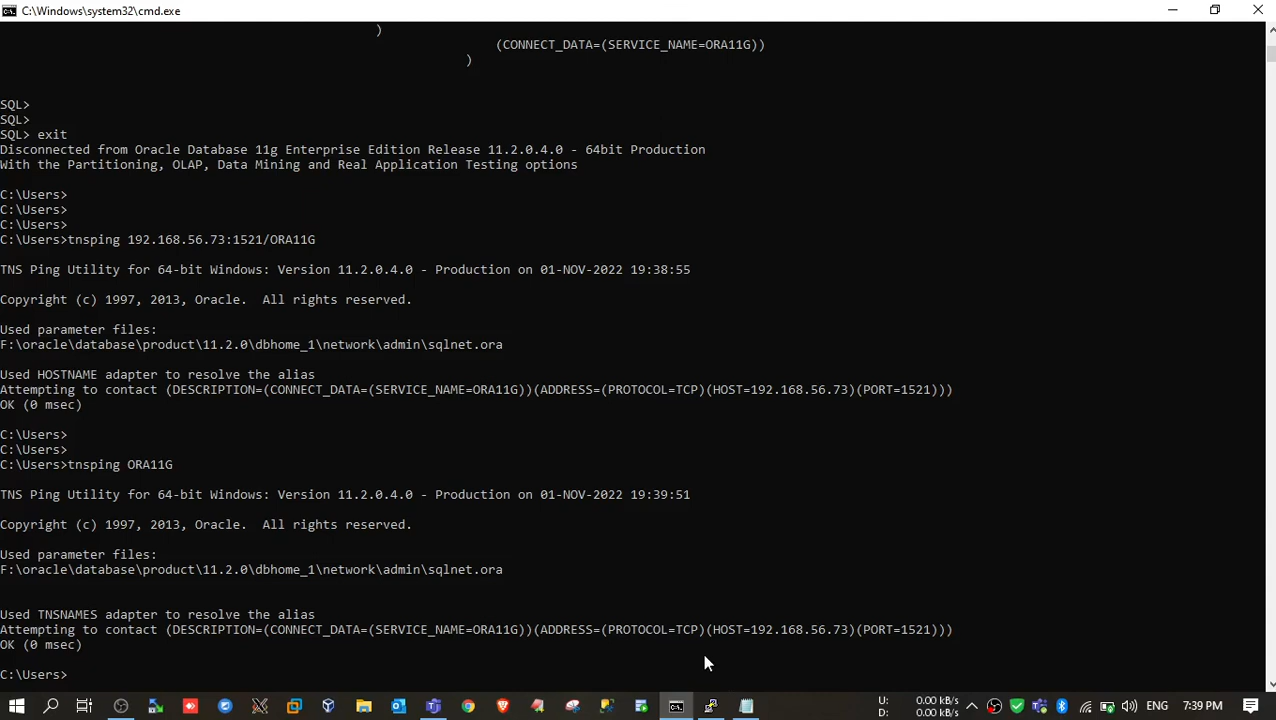 C:\Windows\system32\cmd.exe
)
(CONNECT_DATA=(SERVICE_NAME=ORA11G))
)
SQL>
SQL>
SQL> exit
Disconnected from Oracle Database 11g Enterprise Edition Release 11.2.0.4.0 - 64bit Production
With the Partitioning, OLAP, Data Mining and Real Application Testing options
C:\Users>
C:\Users>
C:\Users>
C:\Users>tnsping 192.168.56.73:1521/ORA11G
TNS Ping Utility for 64-bit Windows: Version 11.2.0.4.0 - Production on 01-NOV-2022 19:38:55
Copyright (c) 1997, 2013, Oracle.  All rights reserved.
Used parameter files:
F:\oracle\database\product\11.2.0\dbhome_1\network\admin\sqlnet.ora
Used HOSTNAME adapter to resolve the alias
Attempting to contact (DESCRIPTION=(CONNECT_DATA=(SERVICE_NAME=ORA11G))(ADDRESS=(PROTOCOL=TCP)(HOST=192.168.56.73)(PORT=1521)))
OK (0 msec)
C:\Users>
C:\Users>
C:\Users>tnsping ORA11G
TNS Ping Utility for 64-bit Windows: Version 11.2.0.4.0 - Production on 01-NOV-2022 19:39:51
Copyright (c) 1997, 2013, Oracle.  All rights reserved.
Used parameter files:
F:\oracle\database\product\11.2.0\dbhome_1\network\admin\sqlnet.ora
Used TNSNAMES adapter to resolve the alias
Attempting to contact (DESCRIPTION=(CONNECT_DATA=(SERVICE_NAME=ORA11G))(ADDRESS=(PROTOCOL=TCP)(HOST=192.168.56.73)(PORT=1521)))
OK (0 msec)
C:\Users>
U: 0.00 kB/s
D: 0.00 kB/s
ENG 7:39 PM